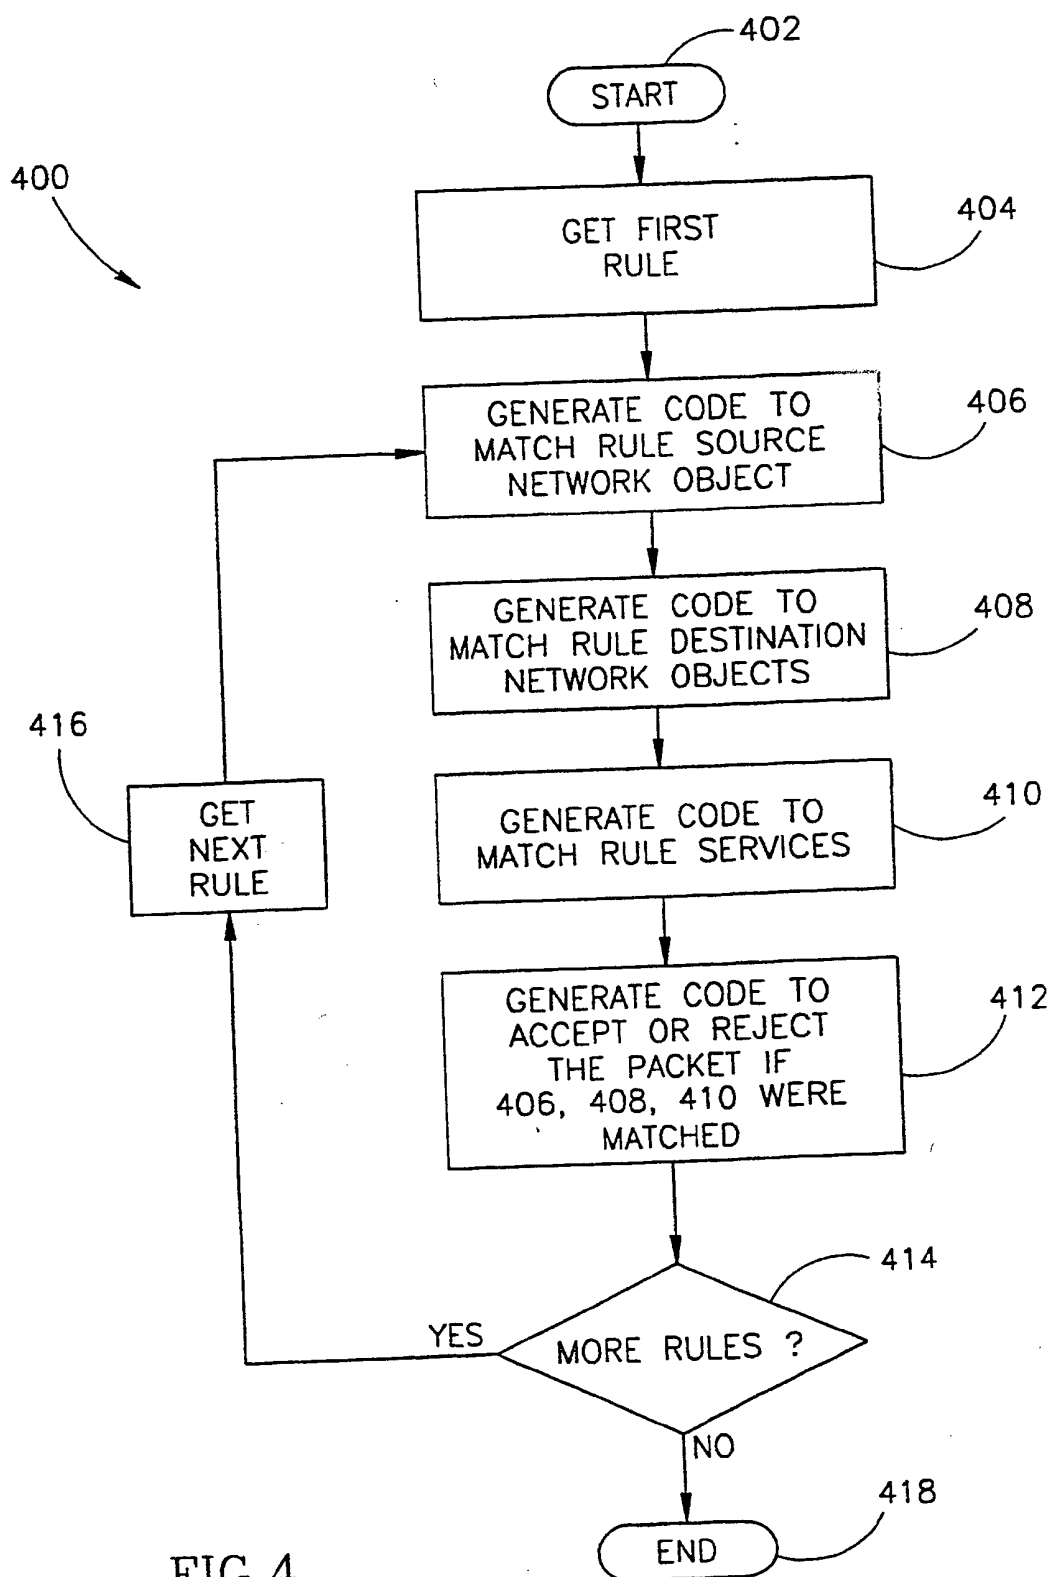 402
START
400
GET FIRST
RULE
404
GENERATE CODE TO
MATCH RULE SOURCE
NETWORK OBJECT
406
GENERATE CODE TO
MATCH RULE DESTINATION
NETWORK OBJECTS
408
416
GET
NEXT
RULE
GENERATE CODE TO
MATCH RULE SERVICES
410
GENERATE CODE TO
ACCEPT OR REJECT
THE PACKET IF
406, 408, 410 WERE
MATCHED
412
414
YES
MORE RULES ?
NO
418
END
FIG.4